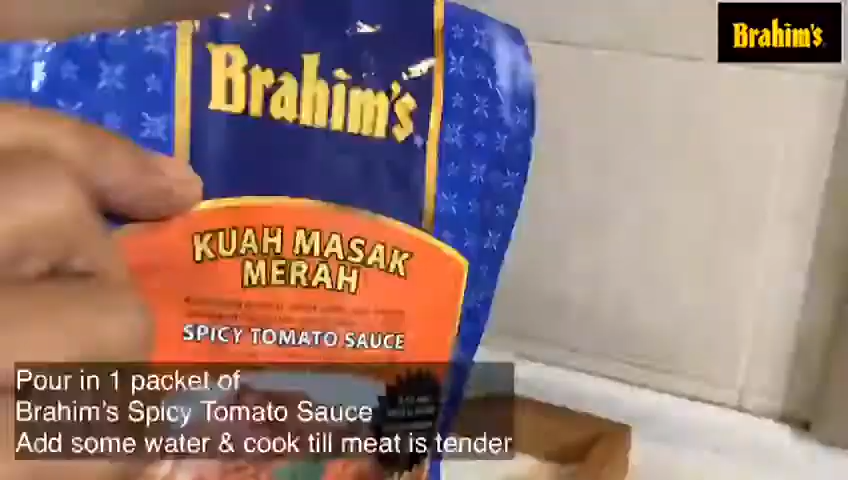 Brahim's
Brahim's
KUAH MASAK
MERAH
SPICY TOMATO SAUCE
Pour in 1 packet of
Brahim's Spicy Tomato Sauce
Add some water & cook till meat is tender